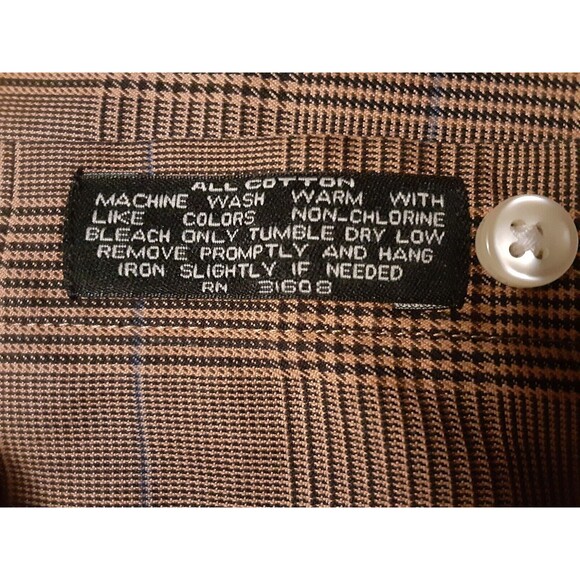 ALL COTTON
MACHINE WASH WARM WITH
LIKE COLORS NON-CHLORINE
BLEACH ONLY TUMBLE DRY LOW
REMOVE PROMPTLY AND HANG
IRON SLIGHTLY IF NEEDED
RN 31608